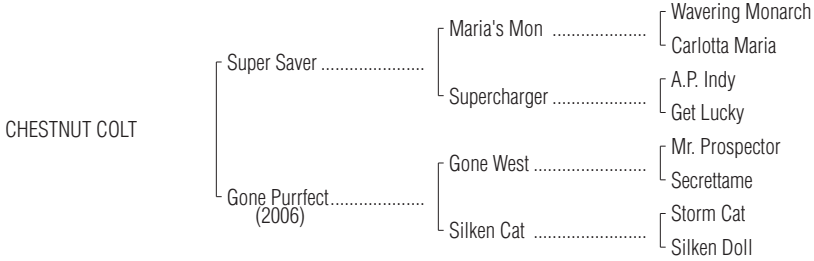 Wavering Monarch
Maria's Mon ....................
Carlotta Maria
Super Saver ......................
A.P. Indy
Supercharger ....................
Get Lucky
CHESTNUT COLT
Mr. Prospector
Gone West ........................
Secrettame
Gone Purrfect....................
(2006)
Storm Cat
Silken Cat ........................
Silken Doll